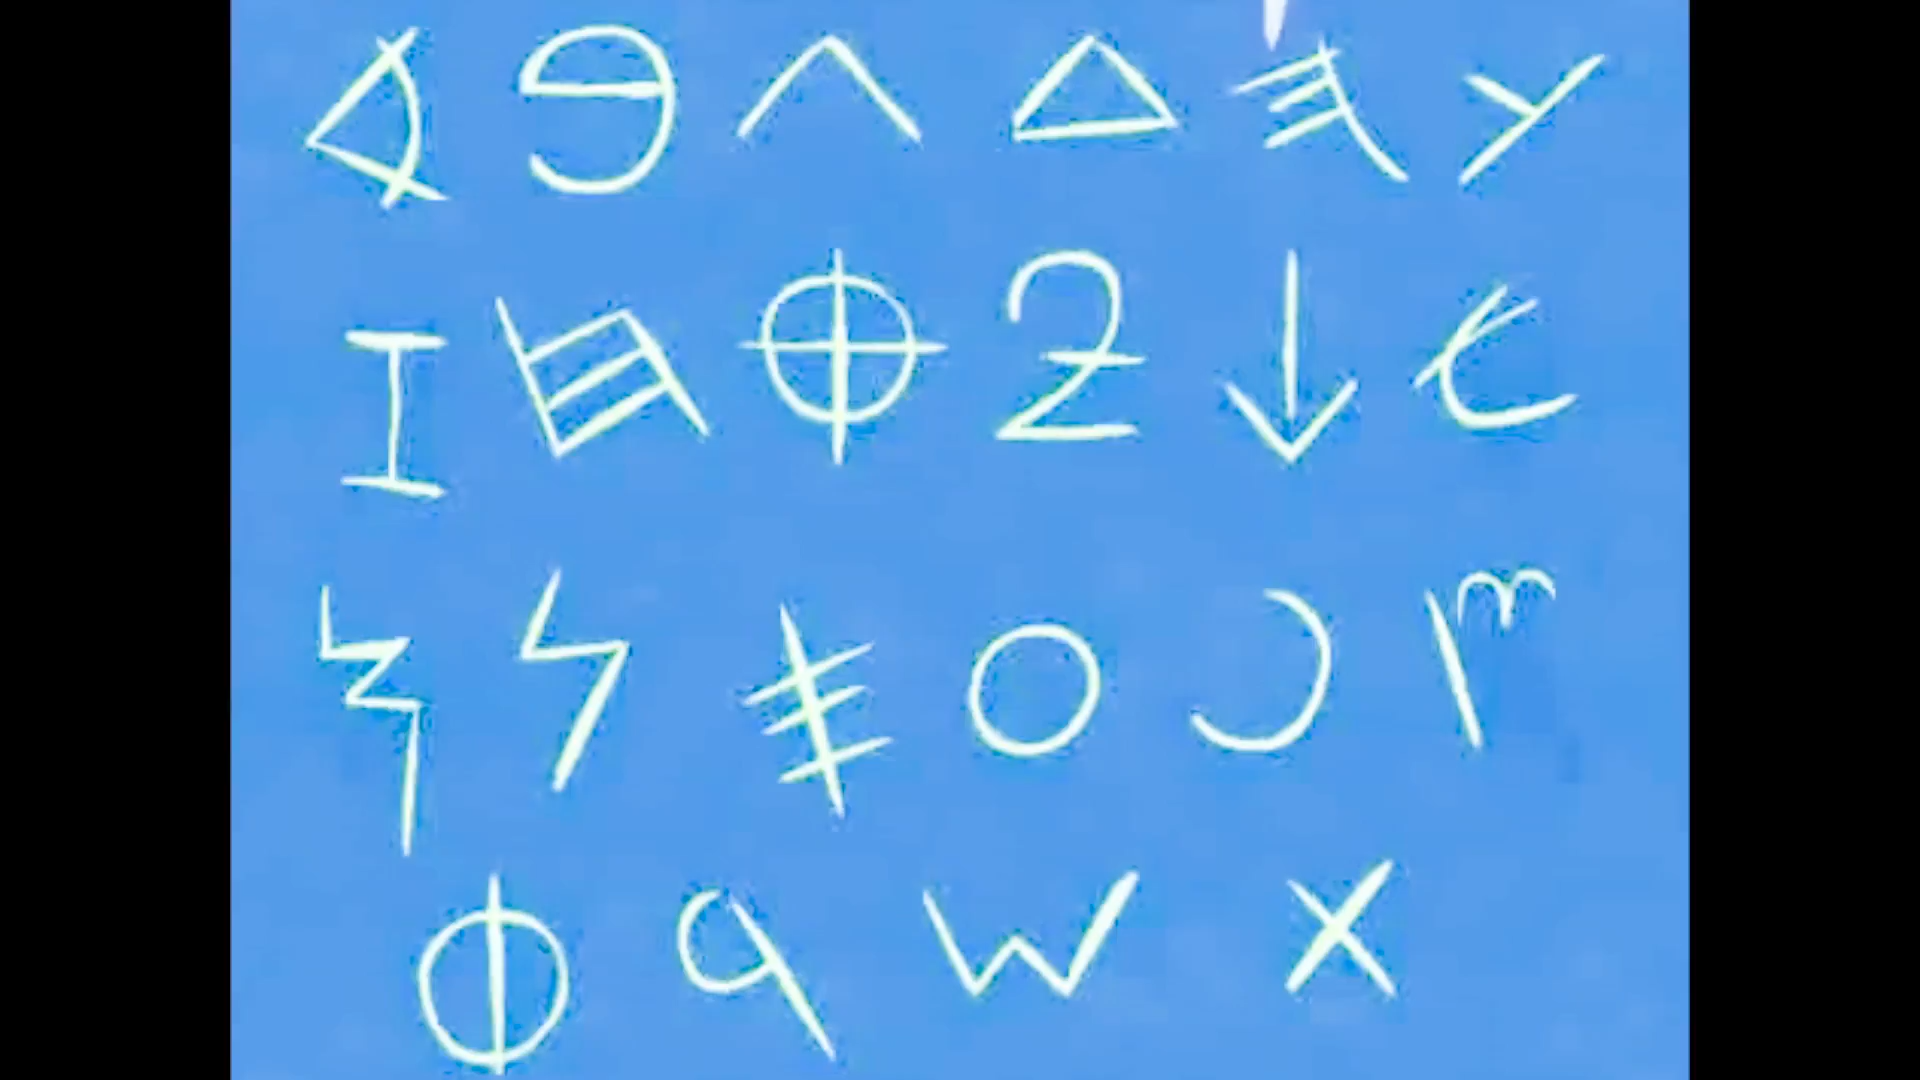 𐤀 𐤁 𐤂 𐤃 𐤄 𐤅
𐤆 𐤇 𐤈 𐤉 𐤊 𐤋
𐤌 𐤍 𐤎 𐤏 𐤐 𐤑
𐤒 𐤓 𐤔 𐤕